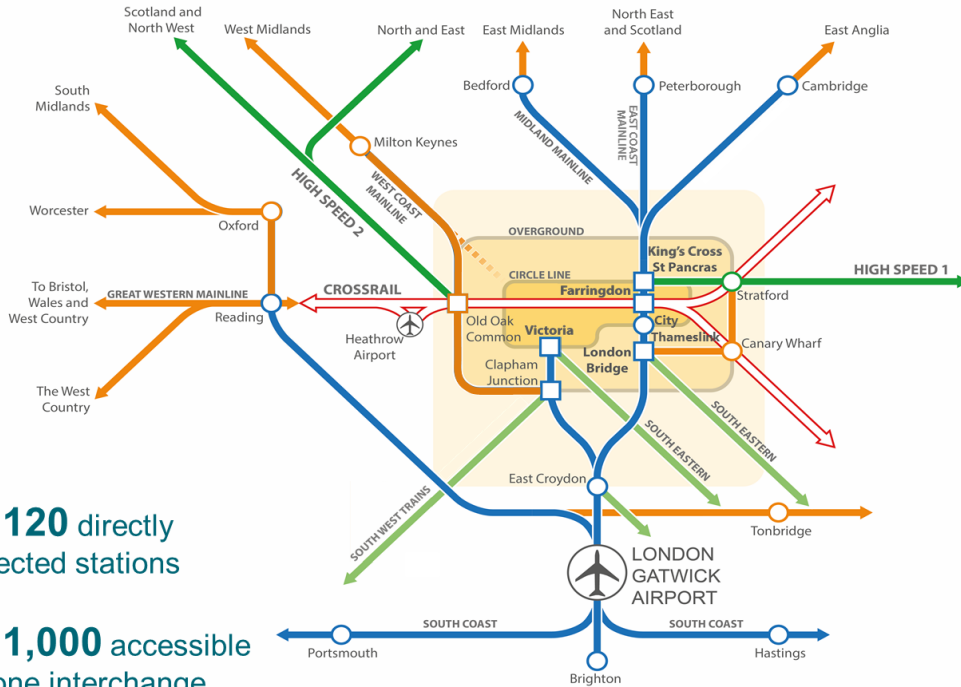 Scotland and
North West
West Midlands
North and East
East Midlands
North East
and Scotland
East Anglia
South
Midlands
Bedford
Peterborough
Cambridge
MIDLAND MAINLINE
EAST COAST
MAINLINE
Milton Keynes
HIGH SPEED 2
WEST COAST
MAINLINE
Worcester
Oxford
OVERGROUND
King's Cross
St Pancras
CIRCLE LINE
HIGH SPEED 1
To Bristol,
Wales and
West Country
GREAT WESTERN MAINLINE
Reading
CROSSRAIL
Farringdon
Stratford
Heathrow
Airport
Old Oak
Common
Victoria
City
Thameslink
Canary Wharf
Clapham
Junction
London
Bridge
The West
Country
SOUTH EASTERN
SOUTH EASTERN
East Croydon
SOUTH WEST TRAINS
120 directly
ected stations
Tonbridge
LONDON
GATWICK
AIRPORT
1,000 accessible
one interchange
SOUTH COAST
SOUTH COAST
Portsmouth
Hastings
Brighton